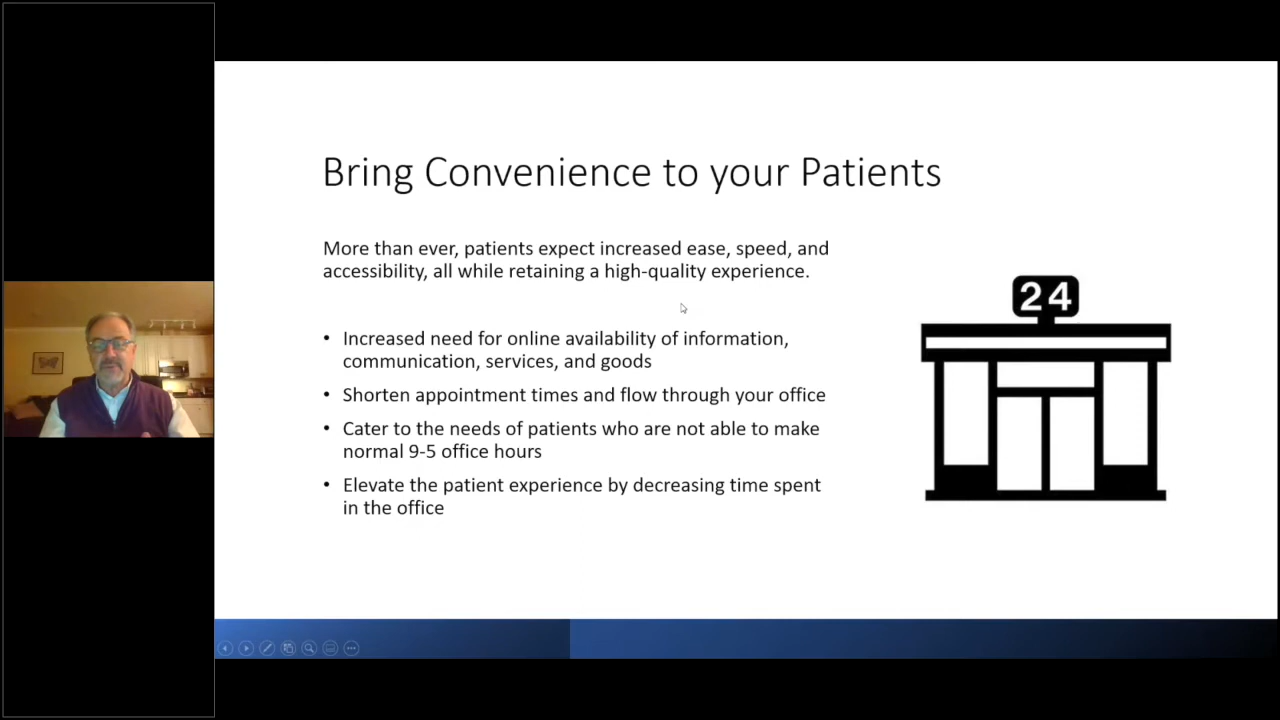 Bring Convenience to your Patients
More than ever, patients expect increased ease, speed, and
accessibility, all while retaining a high-quality experience.
• Increased need for online availability of information,
communication, services, and goods
• Shorten appointment times and flow through your office
• Cater to the needs of patients who are not able to make
normal 9-5 office hours
• Elevate the patient experience by decreasing time spent
in the office
24